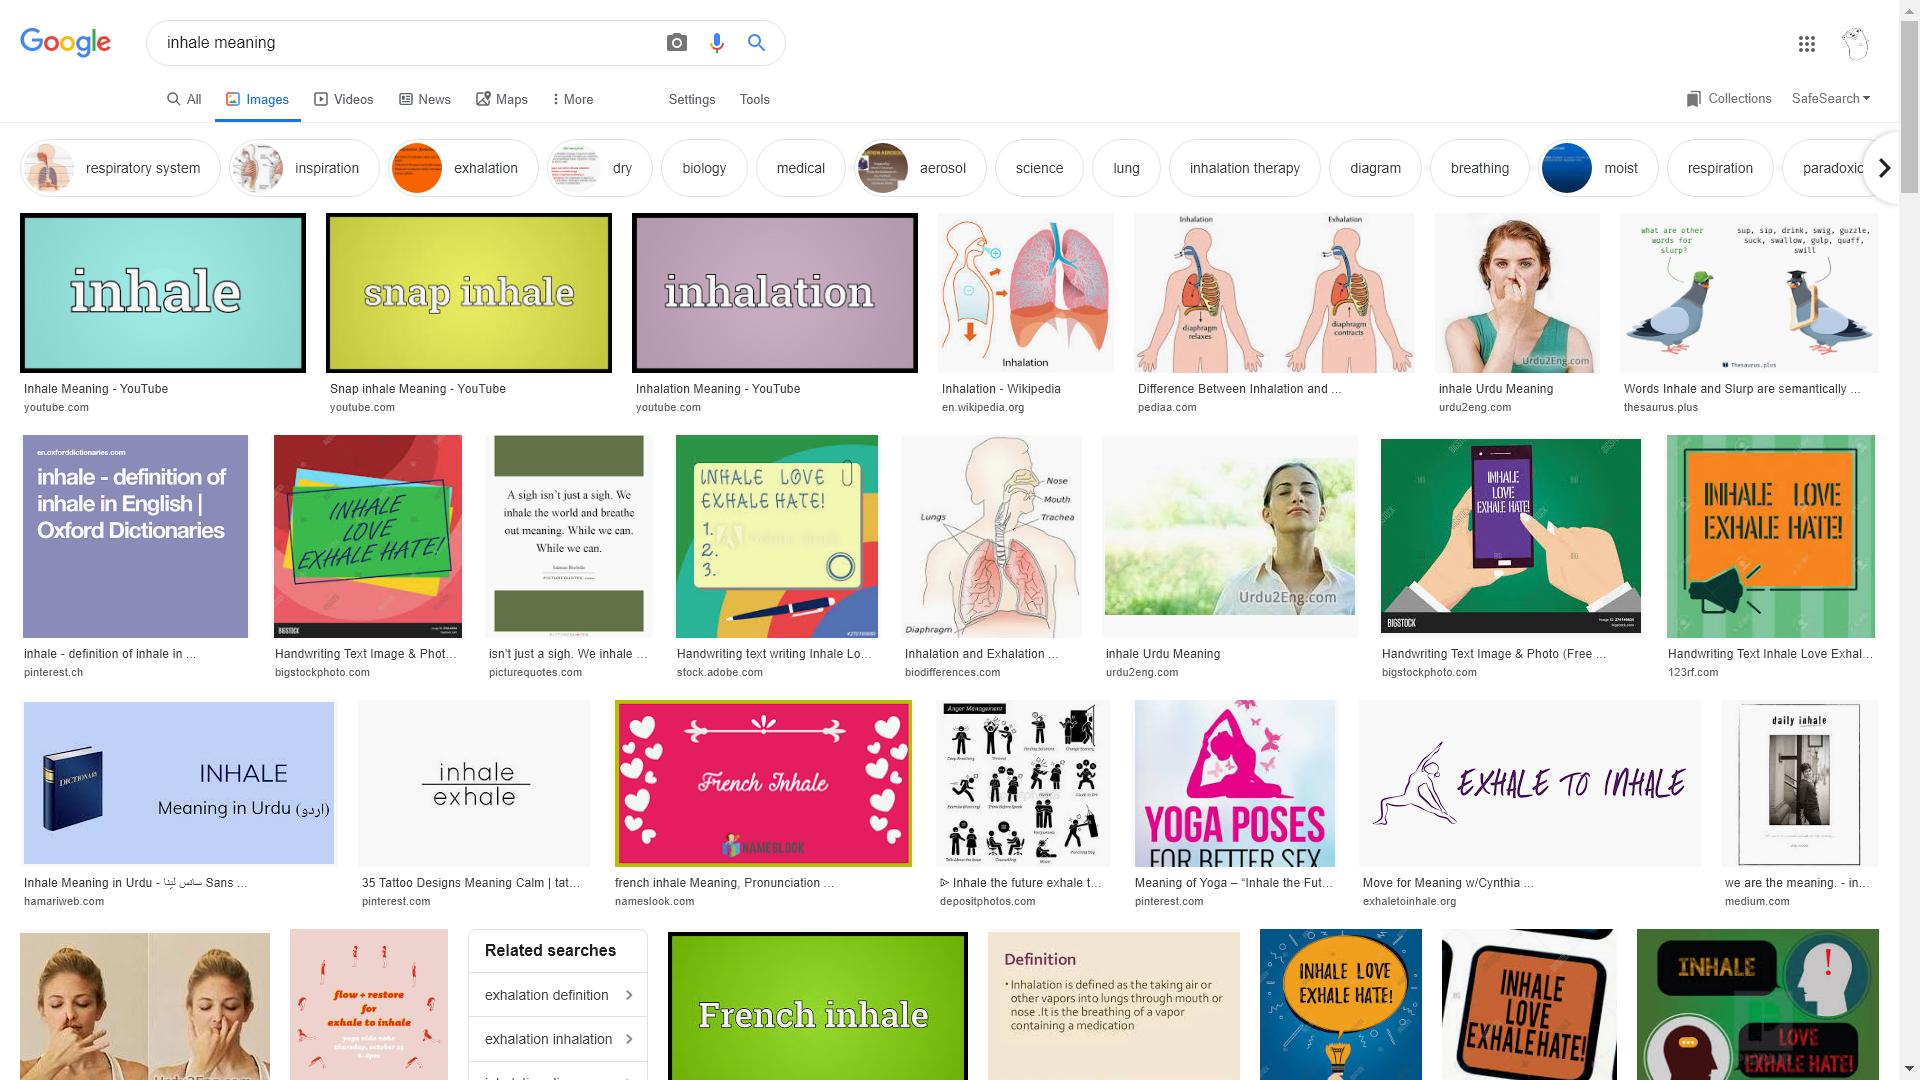 Google
inhale meaning
All
Images
Videos
News
Maps
More
Settings
Tools
Collections
SafeSearch
respiratory system
inspiration
exhalation
dry
biology
medical
aerosol
science
lung
inhalation therapy
diagram
breathing
moist
respiration
paradoxic
inhale
snap inhale
inhalation
Inhalation
Inhalation
Exhalation
diaphragm
relaxes
diaphragm
contracts
Urdu2Eng.com
what are other
words for
slurp?
sup, sip, drink, swig, guzzle,
suck, swallow, gulp, quaff,
swill
Thesaurus.plus
Inhale Meaning - YouTube
youtube.com
Snap inhale Meaning - YouTube
youtube.com
Inhalation Meaning - YouTube
youtube.com
Inhalation - Wikipedia
en.wikipedia.org
Difference Between Inhalation and ...
pediaa.com
inhale Urdu Meaning
urdu2eng.com
Words Inhale and Slurp are semantically ...
thesaurus.plus
en.oxforddictionaries.com
inhale - definition of
inhale in English |
Oxford Dictionaries
INHALE
LOVE
EXHALE HATE!
BIGSTOCK
A sigh isn't just a sigh. We
inhale the world and breathe
out meaning. While we can.
While we can.
INHALE LOVE
EXHALE HATE!
1.
2.
3.
Nose
Mouth
Trachea
Lungs
Diaphragm
Urdu2Eng.com
INHALE
LOVE
EXHALE HATE!
BIGSTOCK
INHALE LOVE
EXHALE HATE!
inhale - definition of inhale in ...
pinterest.ch
Handwriting Text Image & Phot...
bigstockphoto.com
isn't just a sigh. We inhale ...
picturequotes.com
Handwriting text writing Inhale Lo...
stock.adobe.com
Inhalation and Exhalation ...
biodifferences.com
inhale Urdu Meaning
urdu2eng.com
Handwriting Text Image & Photo (Free ...
bigstockphoto.com
Handwriting Text Inhale Love Exhal...
123rf.com
DICTIONARY
INHALE
Meaning in Urdu (اردو)
inhale
exhale
French Inhale
NAMESLOOK
Anger Management
YOGA POSES
FOR BETTER SEX
EXHALE TO INHALE
daily inhale
Inhale Meaning in Urdu - سانس لینا Sans ...
hamariweb.com
35 Tattoo Designs Meaning Calm | tat...
pinterest.com
french inhale Meaning, Pronunciation ...
nameslook.com
ᐉ Inhale the future exhale t...
depositphotos.com
Meaning of Yoga – “Inhale the Fut...
pinterest.com
Move for Meaning w/Cynthia ...
exhaletoinhale.org
we are the meaning. - in...
medium.com
Urdu2Eng.com
flow + restore
for
exhale to inhale
Related searches
exhalation definition
exhalation inhalation
French inhale
Definition
• Inhalation is defined as the taking air or
other vapors into lungs through mouth or
nose .It is the breathing of a vapor
containing a medication
INHALE LOVE
EXHALE HATE!
INHALE
LOVE
EXHALE HATE!
INHALE
!
LOVE
EXHALE HATE!